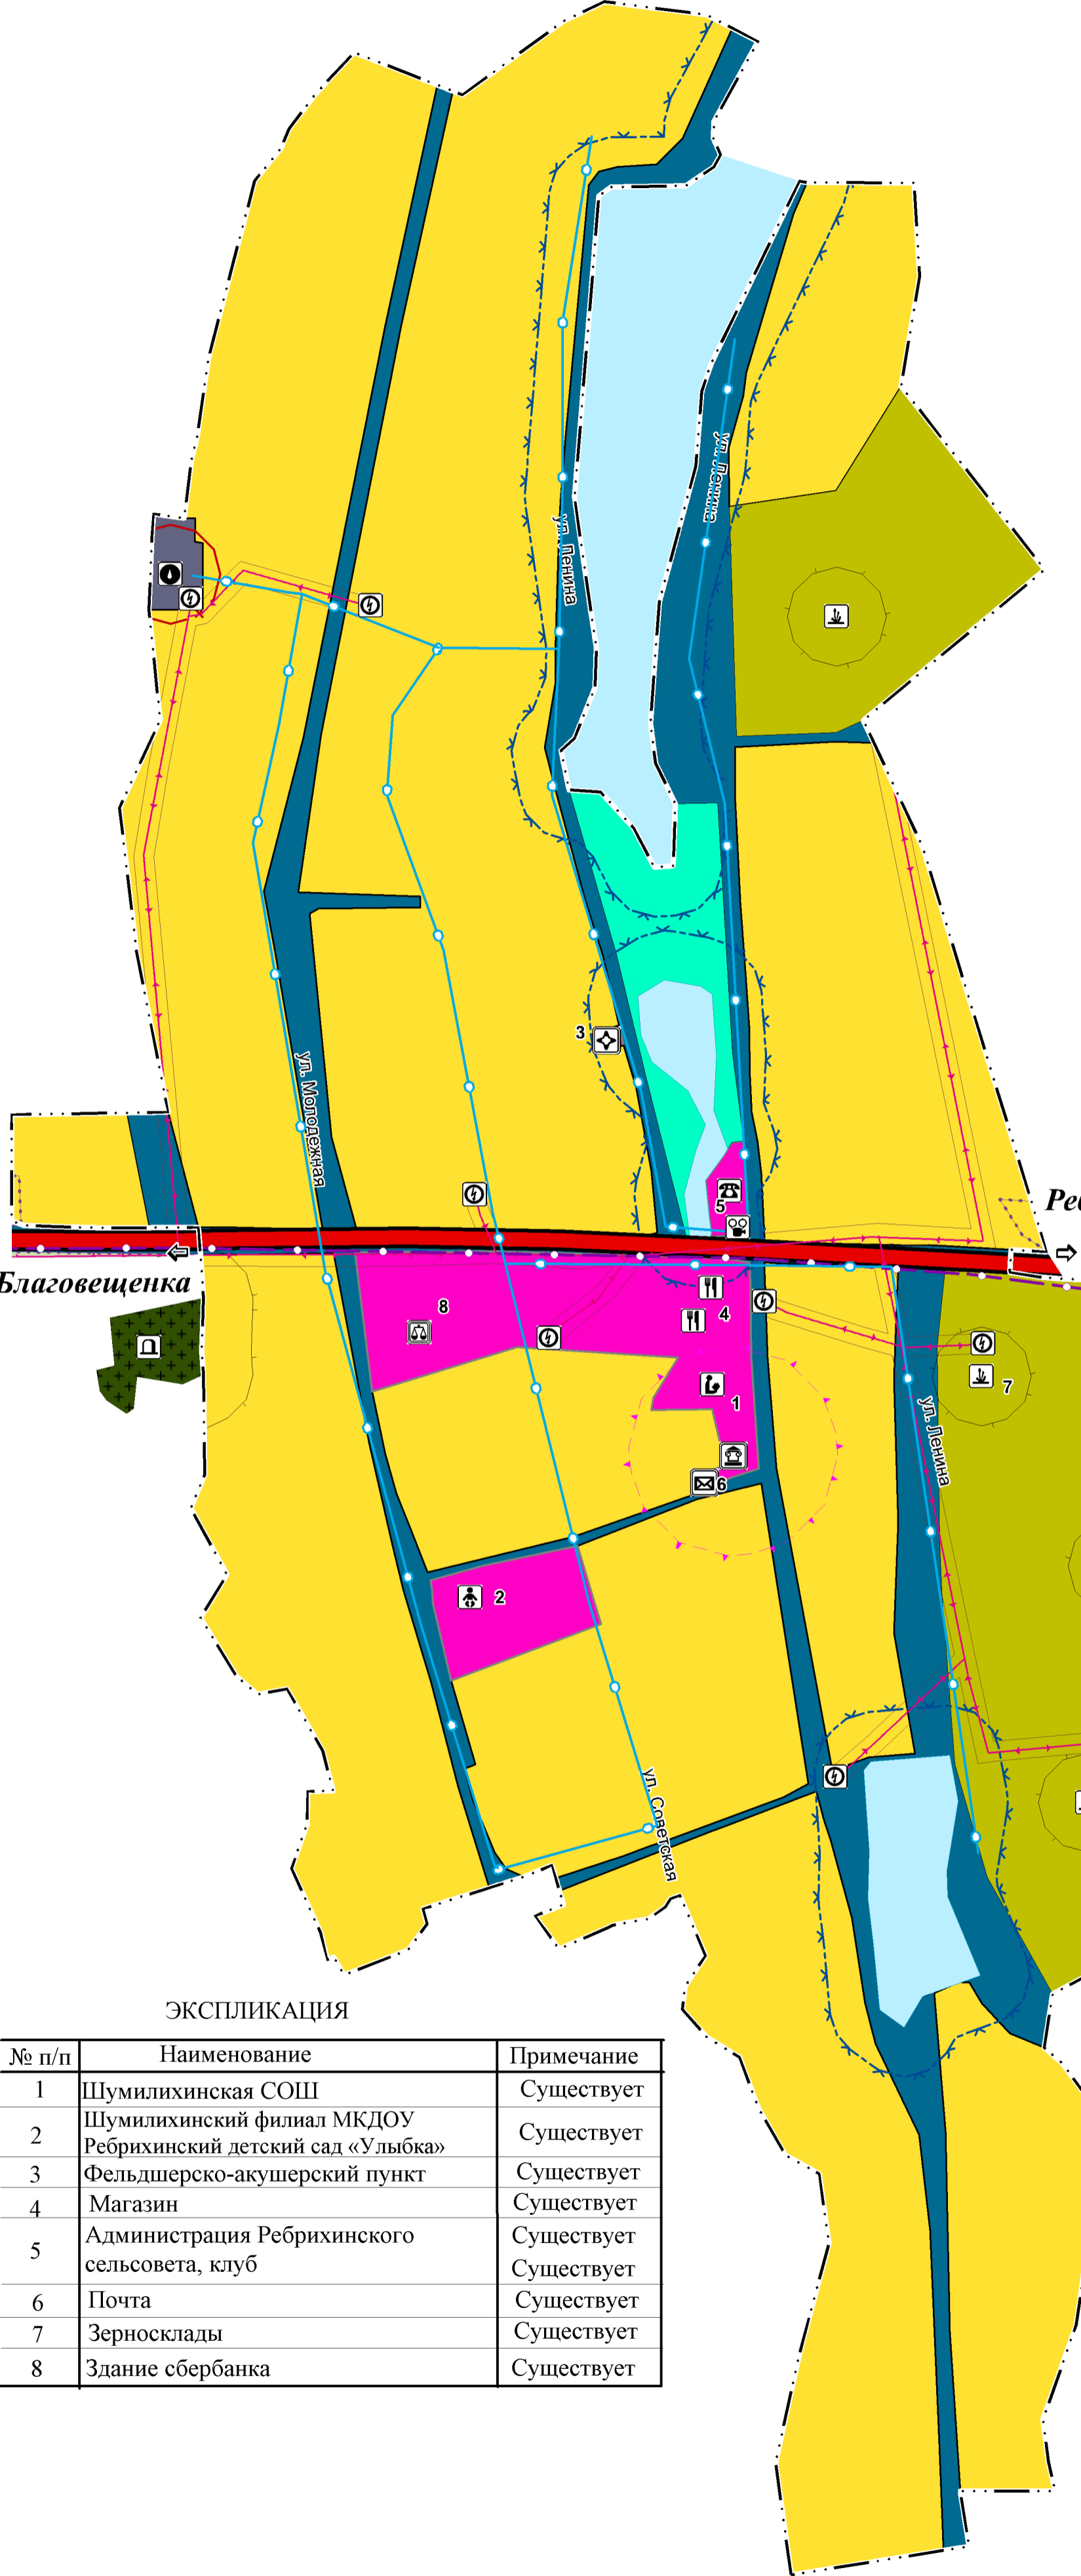 ул. Ленина
ул. Ленина
3
ул. Молодежная
5
Благовещенка
8
4
1
7
ул. Ленина
6
2
ул. Советская
ЭКСПЛИКАЦИЯ
№ п/п Наименование Примечание
1 Шумилихинская СОШ Существует
2 Шумилихинский филиал МКДОУ
Ребрихинский детский сад «Улыбка» Существует
3 Фельдшерско-акушерский пункт Существует
4 Магазин Существует
5 Администрация Ребрихинского Существует
сельсовета, клуб Существует
6 Почта Существует
7 Зерносклады Существует
8 Здание сбербанка Существует